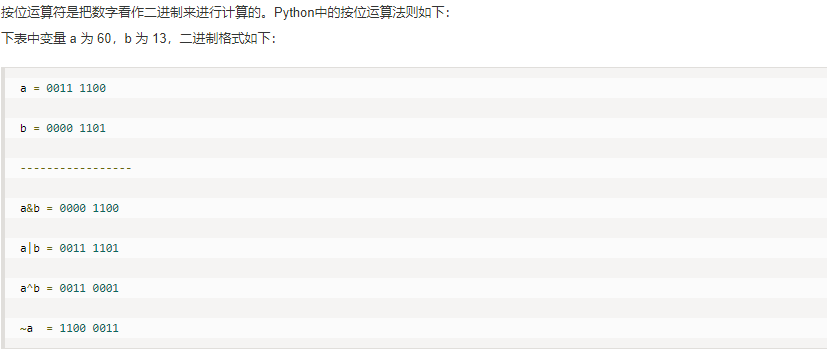 按位运算符是把数字看作二进制来进行计算的。Python中的按位运算法则如下：
下表中变量 a 为 60，b 为 13，二进制格式如下：
a = 0011 1100
b = 0000 1101
-----------------
a&b = 0000 1100
a|b = 0011 1101
a^b = 0011 0001
~a  = 1100 0011